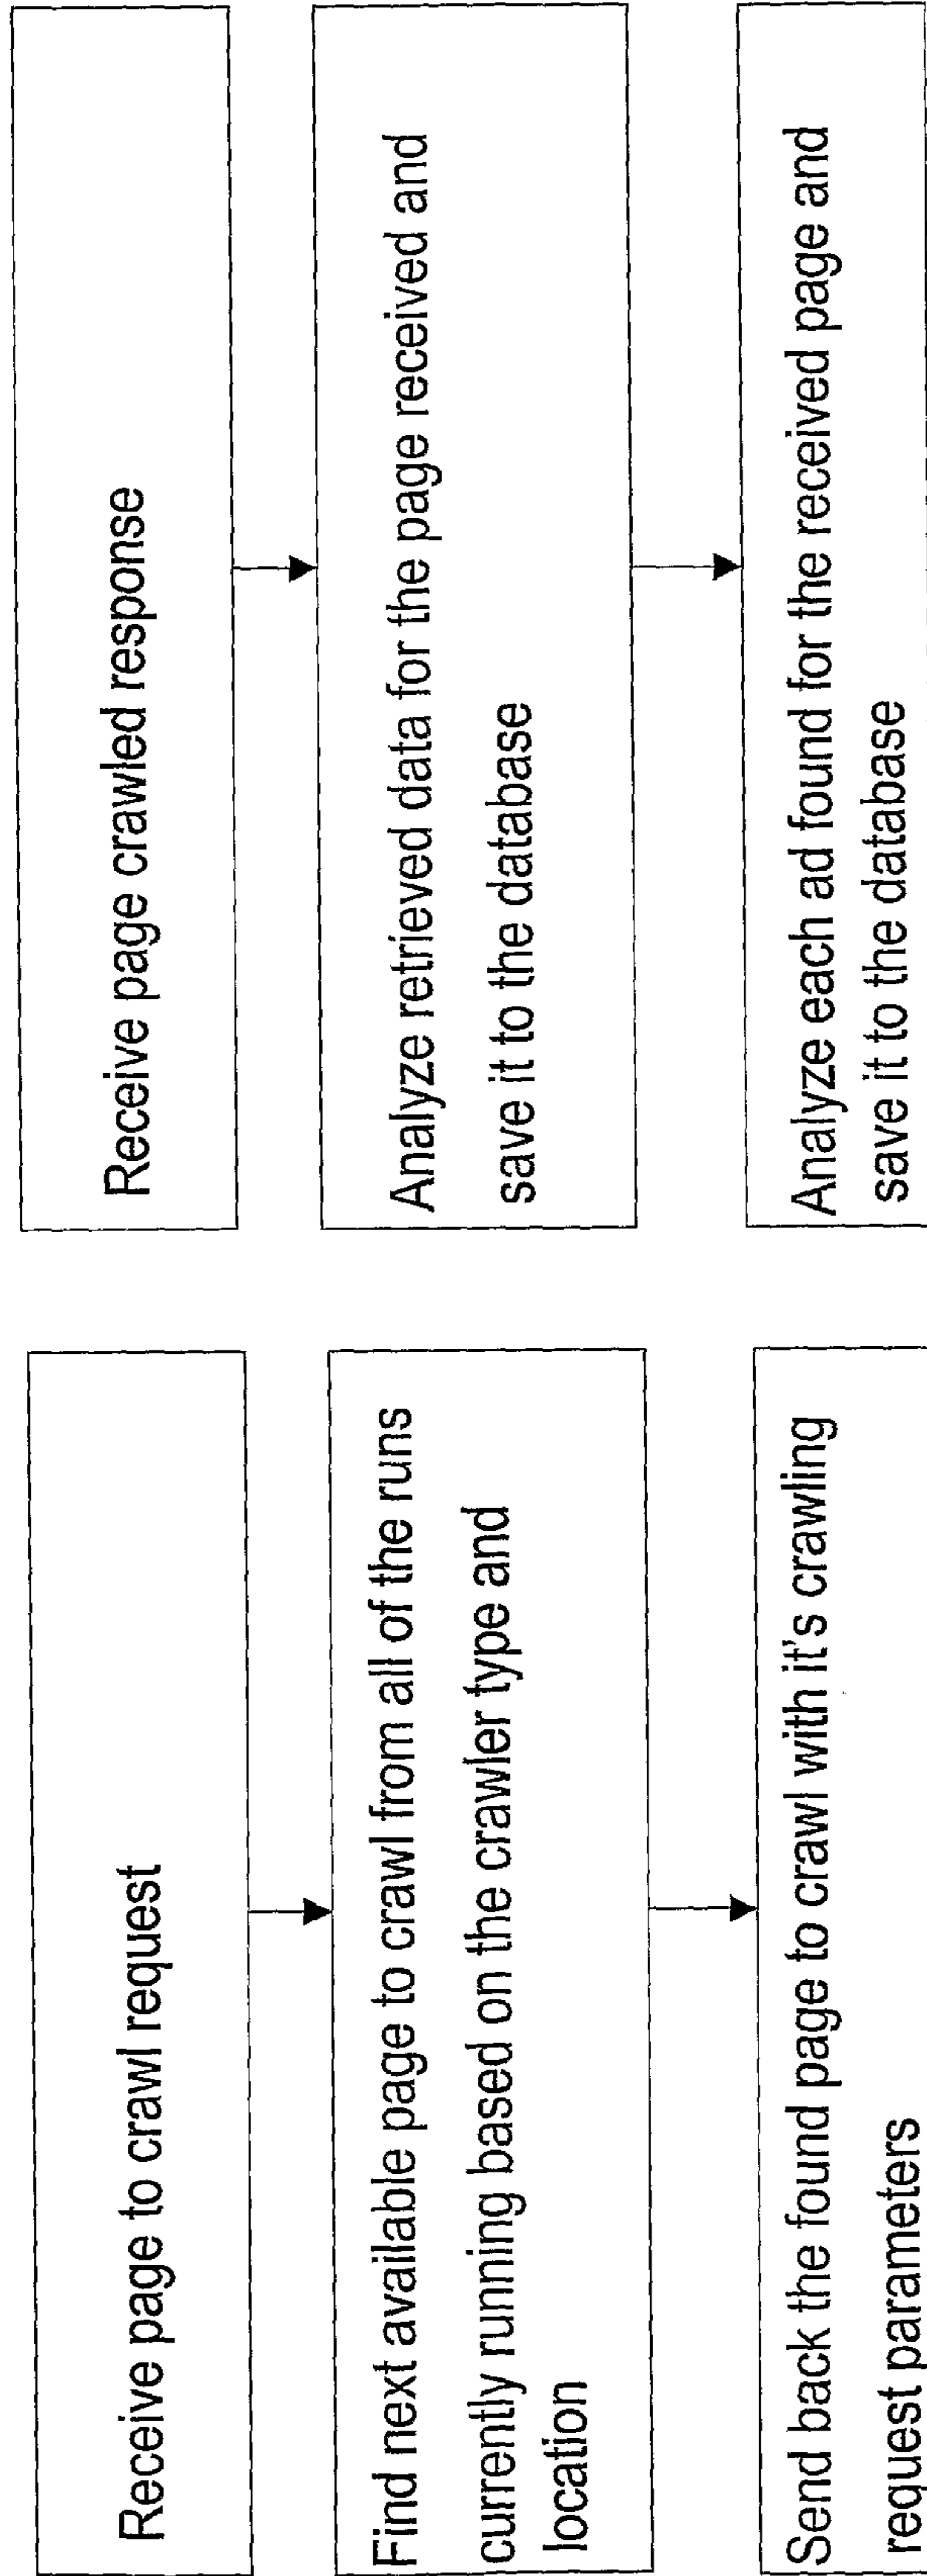 Receive page to crawl request
Find next available page to crawl from all of the runs
currently running based on the crawler type and
location
Send back the found page to crawl with it's crawling
request parameters
Receive page crawled response
Analyze retrieved data for the page received and
save it to the database
Analyze each ad found for the received page and
save it to the database